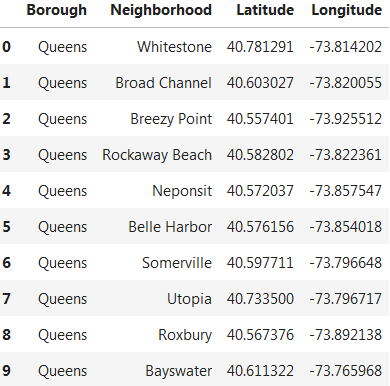 Borough Neighborhood Latitude Longitude
0 Queens Whitestone 40.781291 -73.814202
1 Queens Broad Channel 40.603027 -73.820055
2 Queens Breezy Point 40.557401 -73.925512
3 Queens Rockaway Beach 40.582802 -73.822361
4 Queens Neponsit 40.572037 -73.857547
5 Queens Belle Harbor 40.576156 -73.854018
6 Queens Somerville 40.597711 -73.796648
7 Queens Utopia 40.733500 -73.796717
8 Queens Roxbury 40.567376 -73.892138
9 Queens Bayswater 40.611322 -73.765968